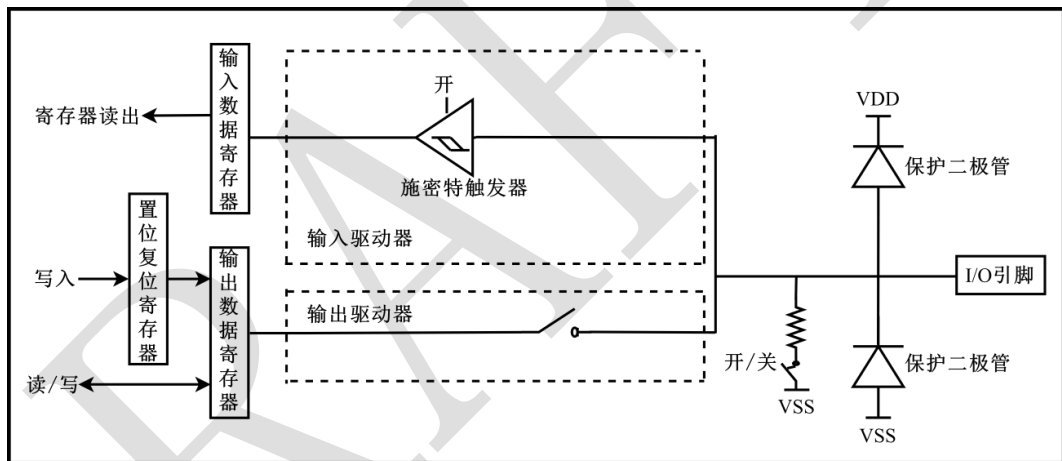 输入数据寄存器
开
寄存器读出
VDD
保护二极管
施密特触发器
置位复位寄存器
输入驱动器
输出数据寄存器
写入
I/O引脚
输出驱动器
开/关
保护二极管
读/写
VSS
VSS